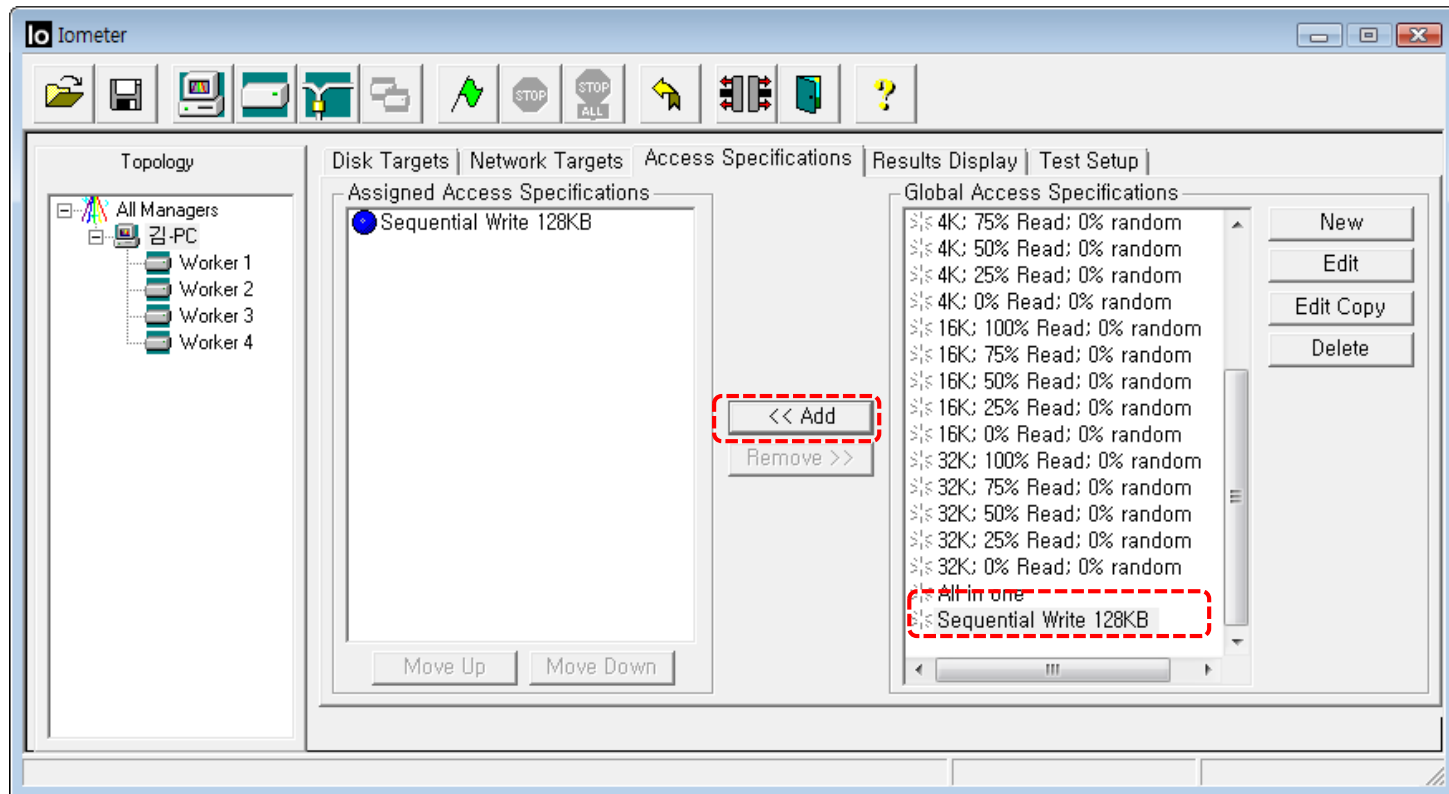 Io Iometer
STOP STOP ALL ?
Topology
All Managers
김-PC
Worker 1
Worker 2
Worker 3
Worker 4
Disk Targets Network Targets Access Specifications Results Display Test Setup
Assigned Access Specifications
Sequential Write 128KB
Move Up Move Down
<< Add
Remove >>
Global Access Specifications
4K; 75% Read; 0% random
4K; 50% Read; 0% random
4K; 25% Read; 0% random
4K; 0% Read; 0% random
16K; 100% Read; 0% random
16K; 75% Read; 0% random
16K; 50% Read; 0% random
16K; 25% Read; 0% random
16K; 0% Read; 0% random
32K; 100% Read; 0% random
32K; 75% Read; 0% random
32K; 50% Read; 0% random
32K; 25% Read; 0% random
32K; 0% Read; 0% random
All in one
Sequential Write 128KB
New
Edit
Edit Copy
Delete